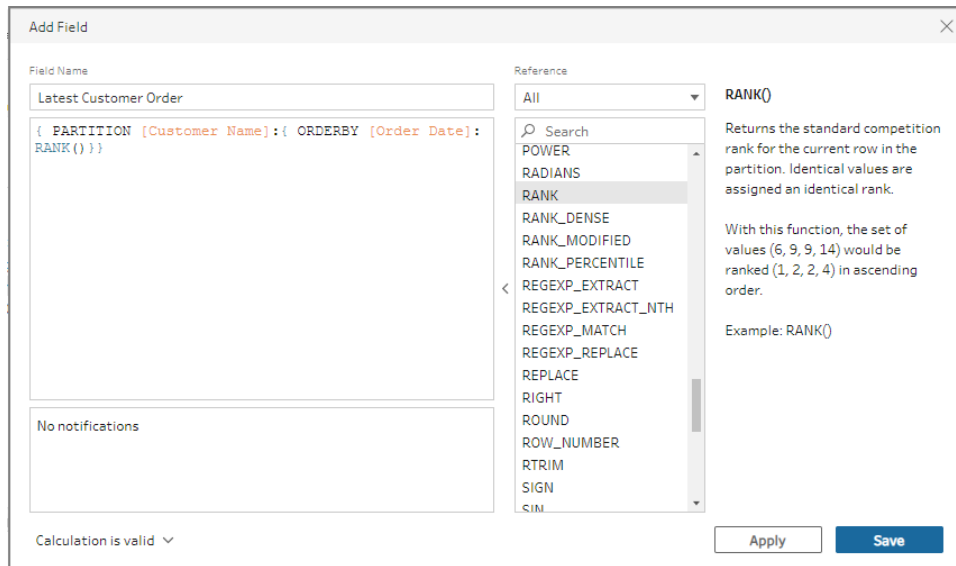 Add Field
Field Name
Latest Customer Order
{ PARTITION [Customer Name]:{ ORDERBY [Order Date]:
RANK()}}
No notifications
Calculation is valid
Reference
All
Search
POWER
RADIANS
RANK
RANK_DENSE
RANK_MODIFIED
RANK_PERCENTILE
REGEXP_EXTRACT
REGEXP_EXTRACT_NTH
REGEXP_MATCH
REGEXP_REPLACE
REPLACE
RIGHT
ROUND
ROW_NUMBER
RTRIM
SIGN
SIN
RANK()
Returns the standard competition
rank for the current row in the
partition. Identical values are
assigned an identical rank.
With this function, the set of
values (6, 9, 9, 14) would be
ranked (1, 2, 2, 4) in ascending
order.
Example: RANK()
Apply
Save